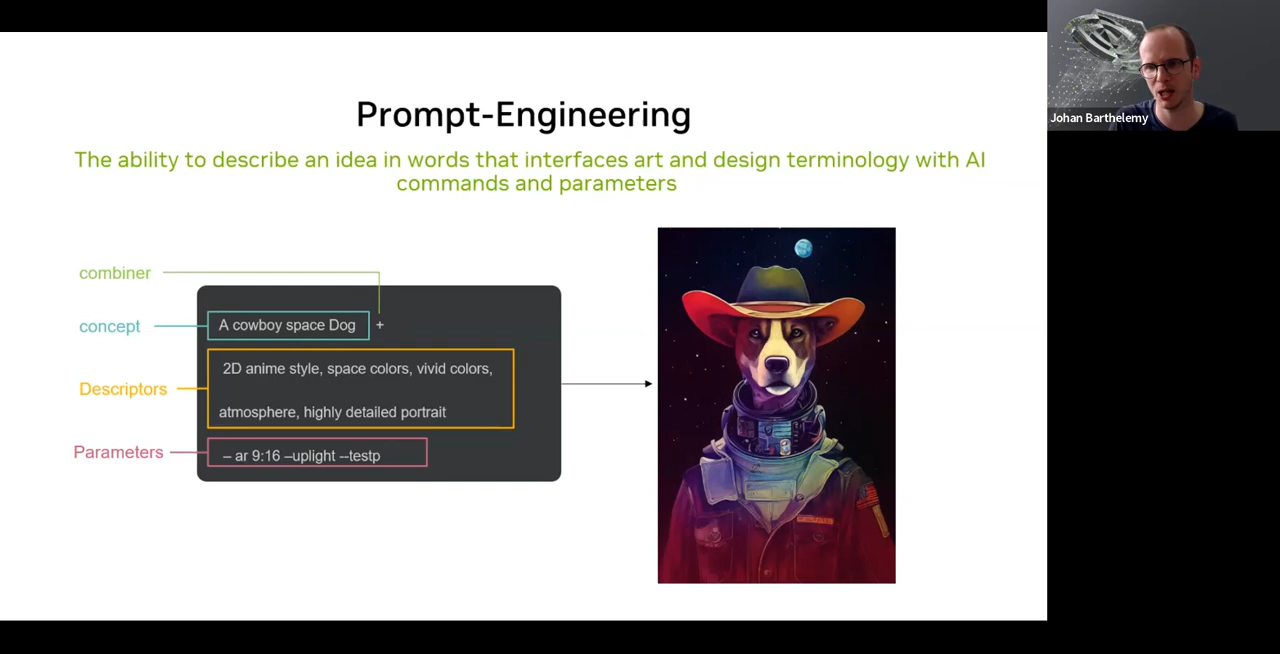 Prompt-Engineering
The ability to describe an idea in words that interfaces art and design terminology with AI
commands and parameters
combiner
concept
A cowboy space Dog +
Descriptors
2D anime style, space colors, vivid colors,
atmosphere, highly detailed portrait
Parameters
– ar 9:16 –uplight --testp
Johan Barthelemy